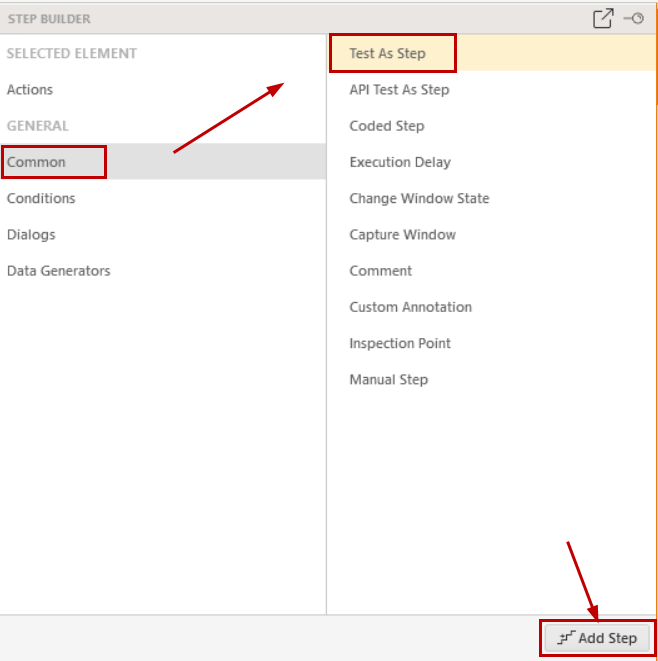 STEP BUILDER
SELECTED ELEMENT
Actions
GENERAL
Common
Conditions
Dialogs
Data Generators
Test As Step
API Test As Step
Coded Step
Execution Delay
Change Window State
Capture Window
Comment
Custom Annotation
Inspection Point
Manual Step
Add Step